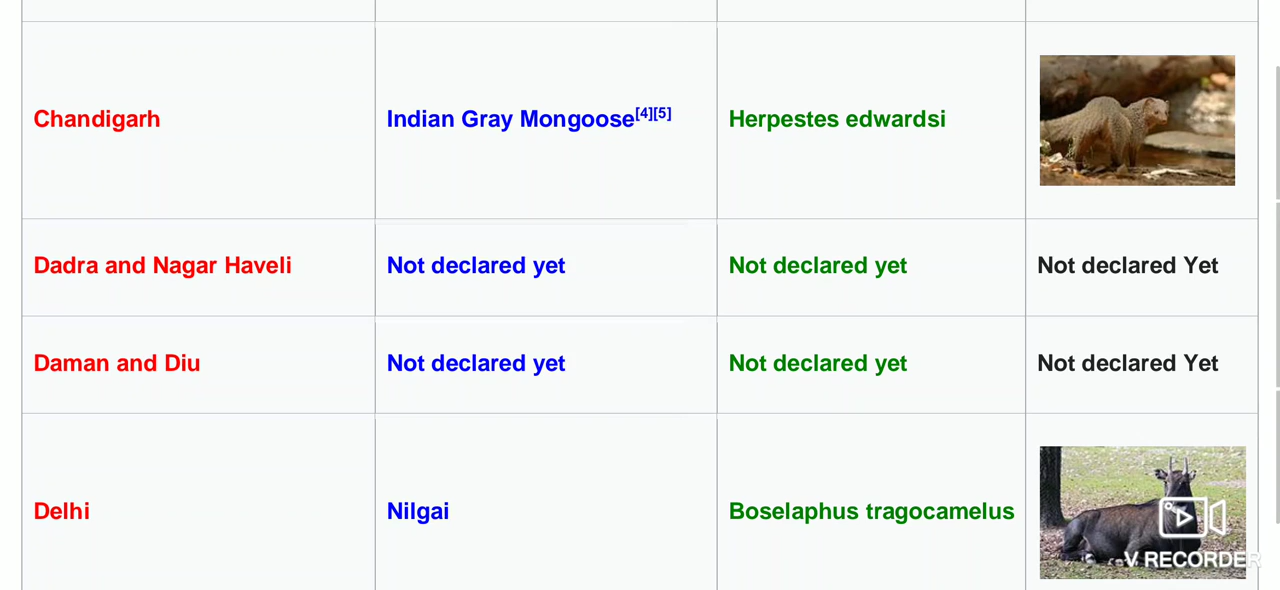 Chandigarh
Indian Gray Mongoose[4][5]
Herpestes edwardsi
Dadra and Nagar Haveli
Not declared yet
Not declared yet
Not declared Yet
Daman and Diu
Not declared yet
Not declared yet
Not declared Yet
Delhi
Nilgai
Boselaphus tragocamelus
V RECORDER